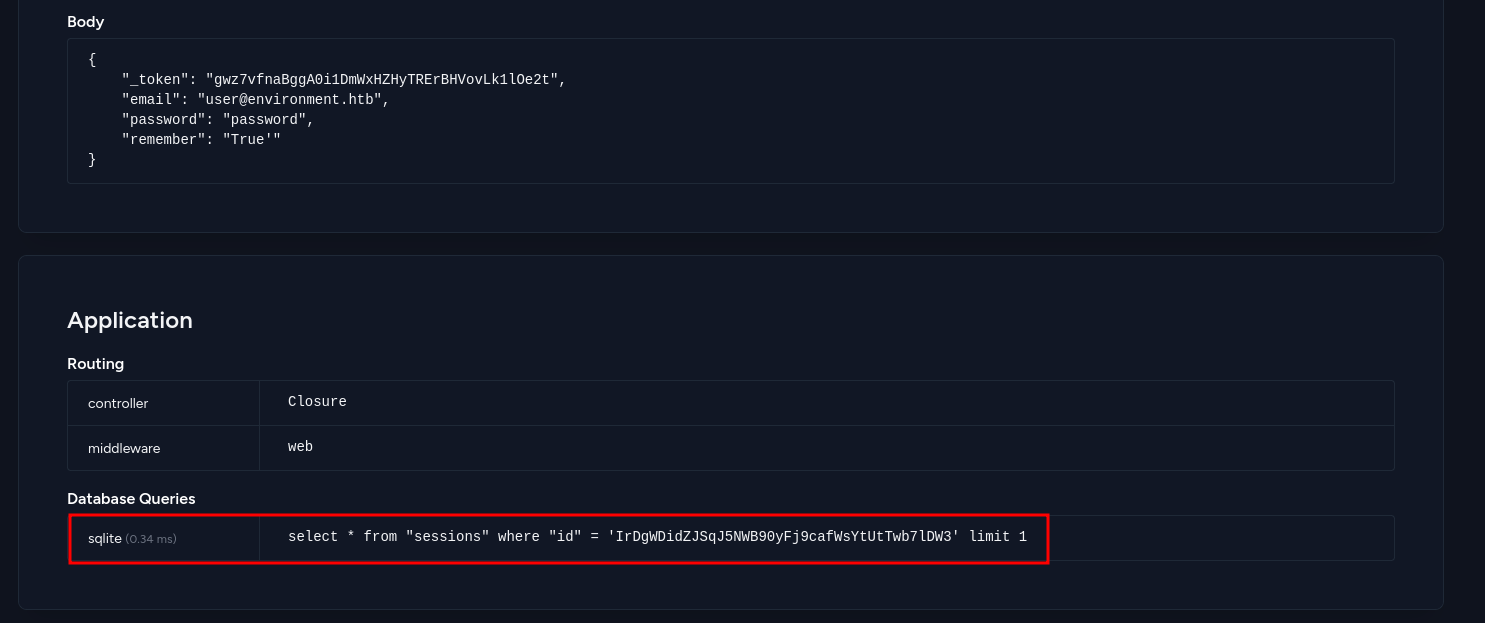 Body
{
    "_token": "gwz7vfnaBggA0i1DmWxHZHyTRErBHVovLk1lOe2t",
    "email": "user@environment.htb",
    "password": "password",
    "remember": "True'"
}
Application
Routing
controller Closure
middleware web
Database Queries
sqlite (0.34 ms) select * from "sessions" where "id" = 'IrDgWDidZJSqJ5NWB90yFj9cafWsYtUtTwb7lDW3' limit 1